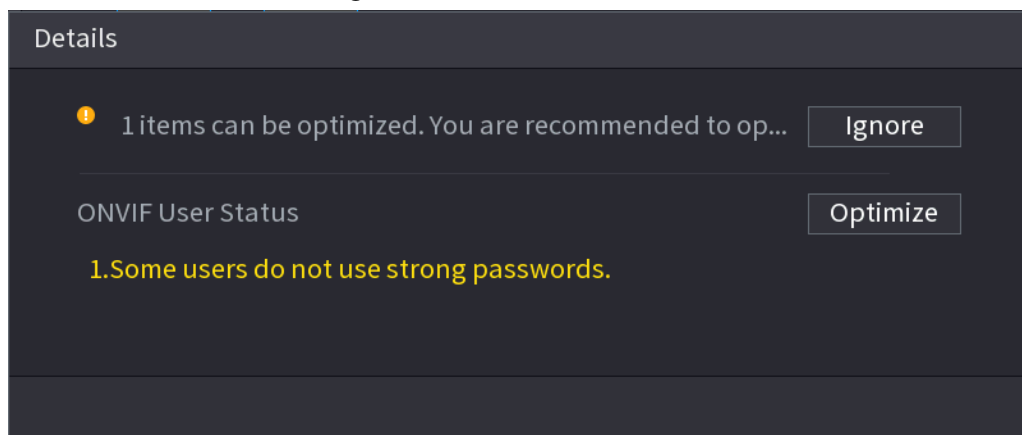 Details
1 items can be optimized. You are recommended to op...
Ignore
ONVIF User Status
Optimize
1.Some users do not use strong passwords.